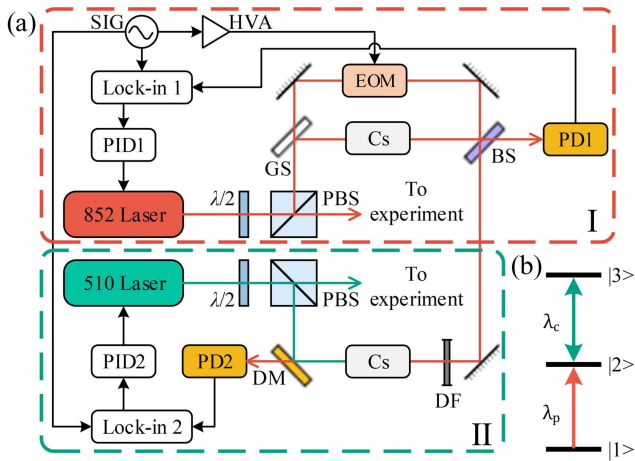 (a)
SIG
HVA
Lock-in 1
EOM
PID1
GS
Cs
BS
PD1
852 Laser
λ/2
PBS
To
experiment
I
510 Laser
λ/2
PBS
To
experiment
(b)
|3>
λc
|2>
λp
|1>
PID2
PD2
DM
Cs
DF
Lock-in 2
II